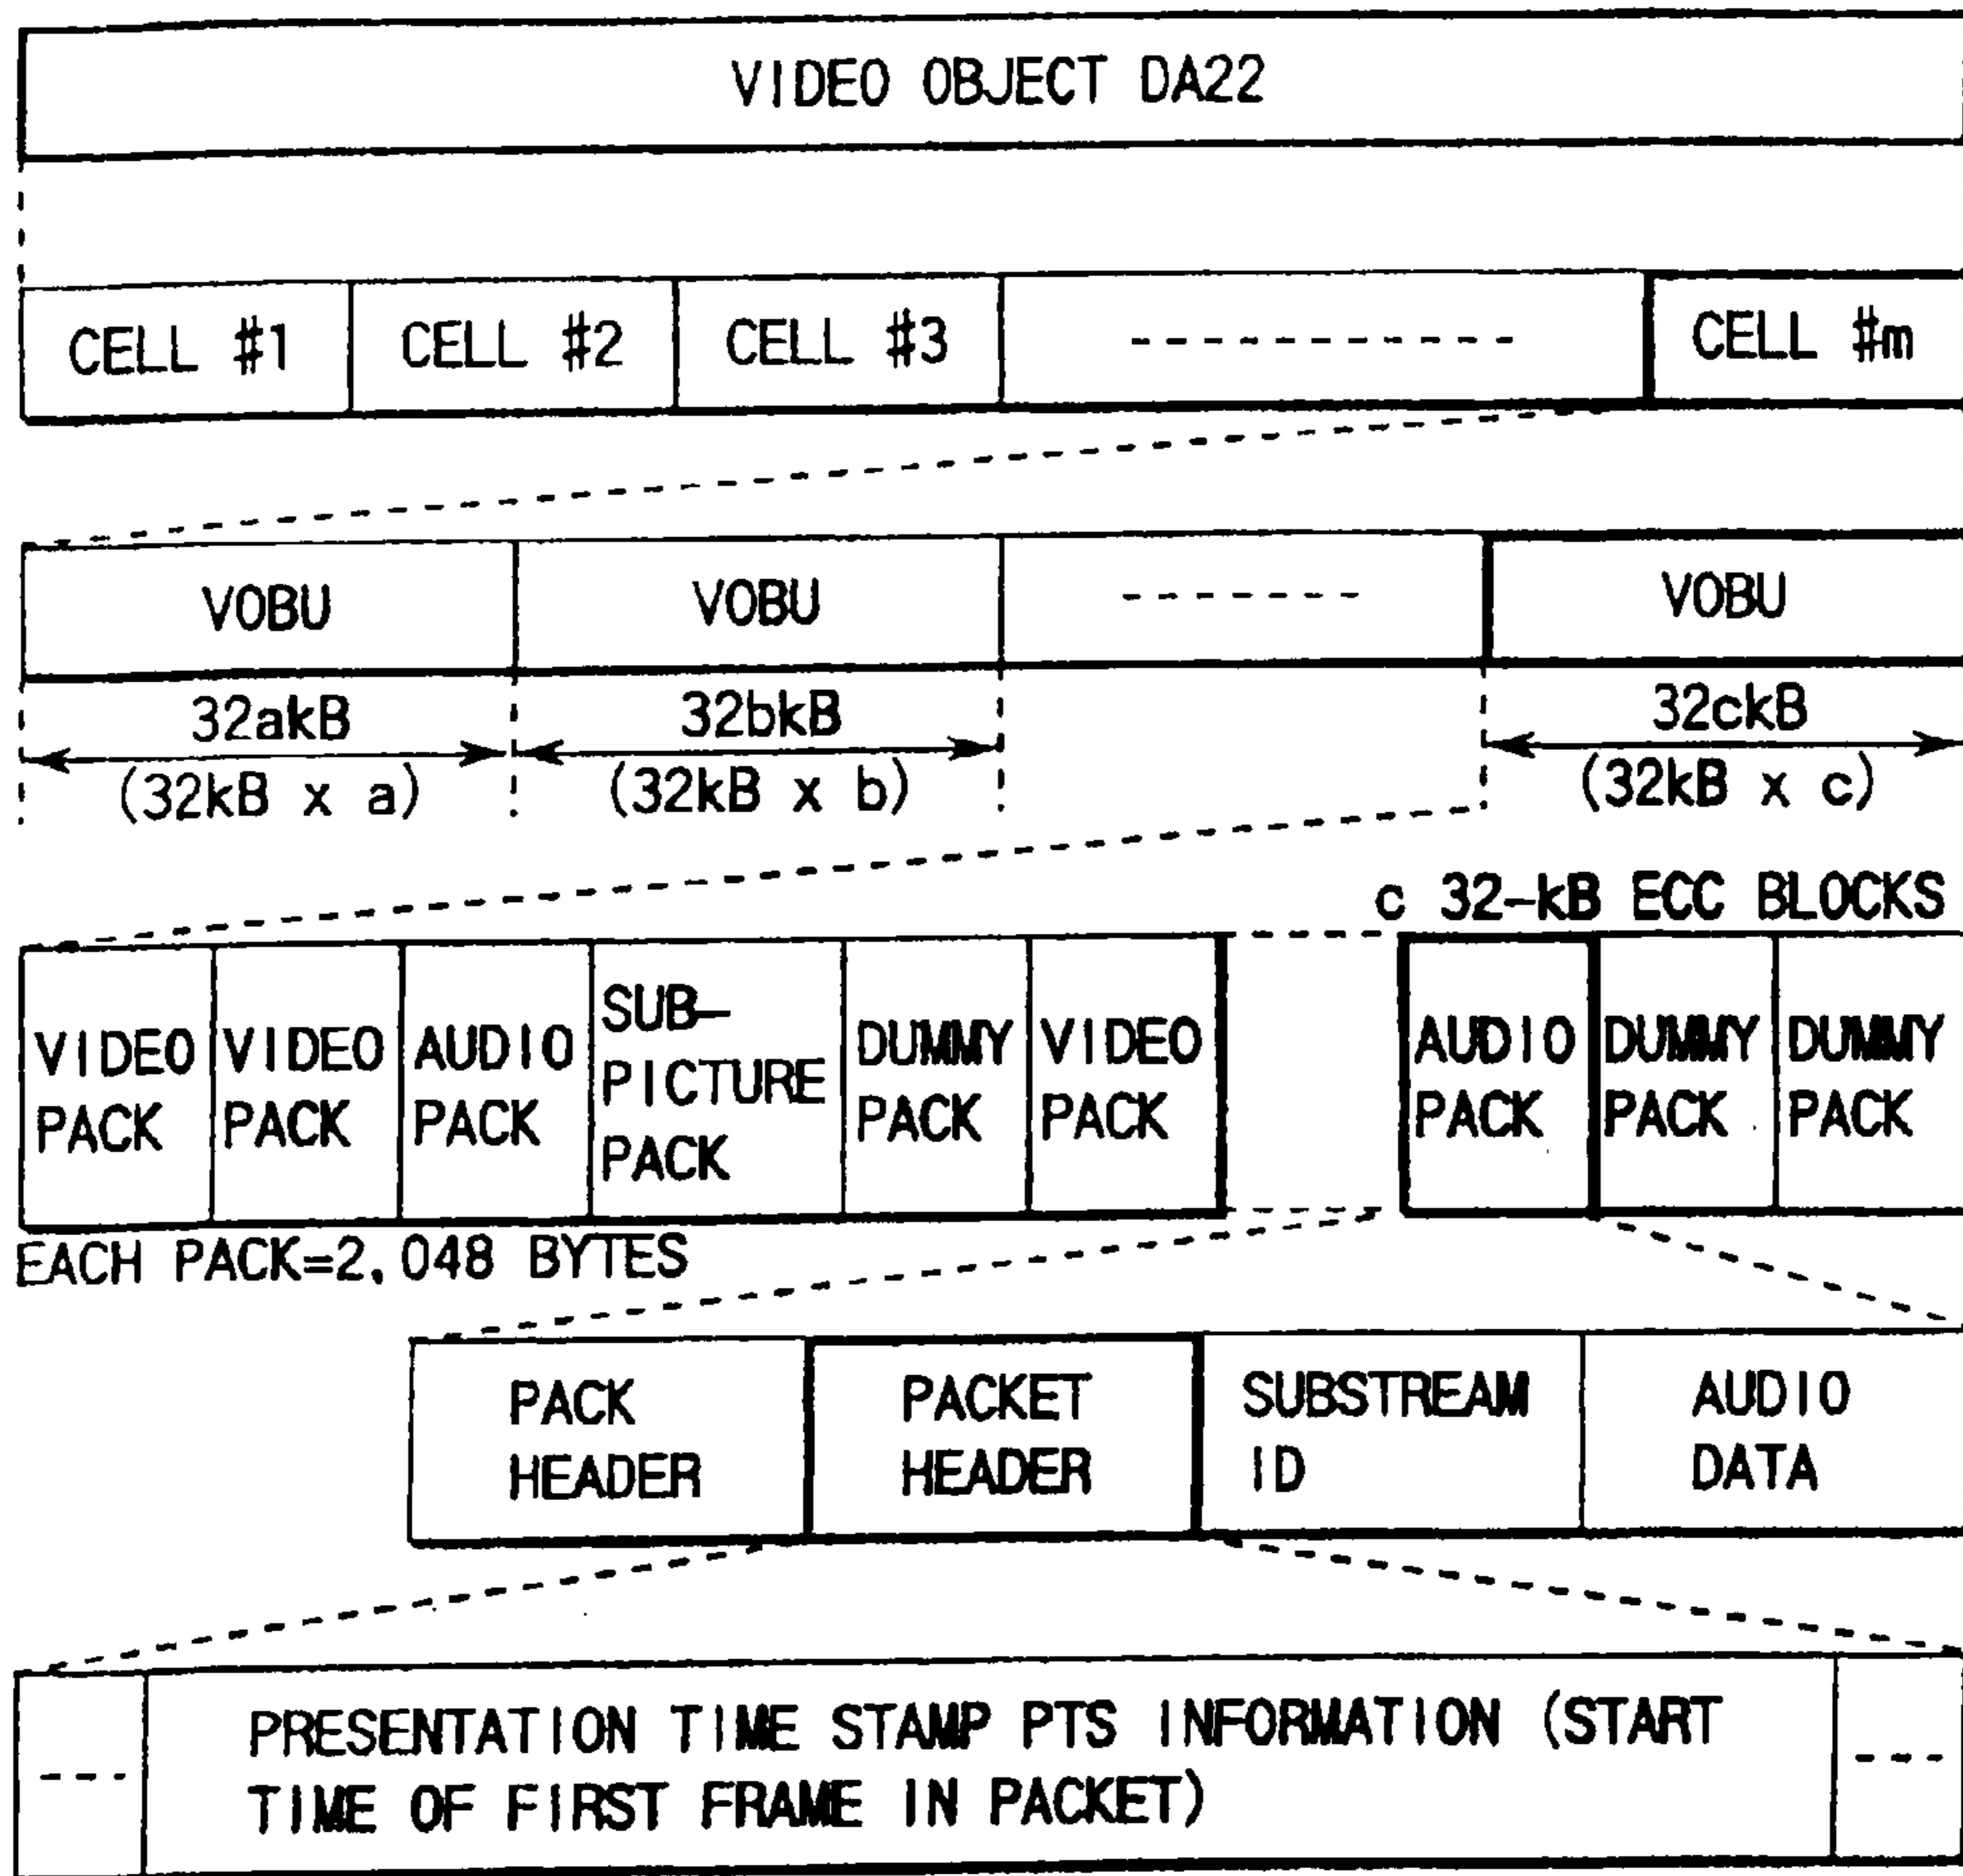 VIDEO OBJECT DA22
CELL #1 CELL #2 CELL #3 ----------- CELL #m
VOBU VOBU ------- VOBU
32akB 32bkB 32ckB
(32kB x a) (32kB x b) (32kB x c)
c 32-kB ECC BLOCKS
VIDEO PACK
VIDEO PACK
AUDIO PACK
SUB-
PICTURE
PACK
DUMMY PACK
VIDEO PACK
AUDIO PACK
DUMMY PACK
DUMMY PACK
EACH PACK=2,048 BYTES
PACK
HEADER
PACKET
HEADER
SUBSTREAM
ID
AUDIO
DATA
--- PRESENTATION TIME STAMP PTS INFORMATION (START ---
TIME OF FIRST FRAME IN PACKET)